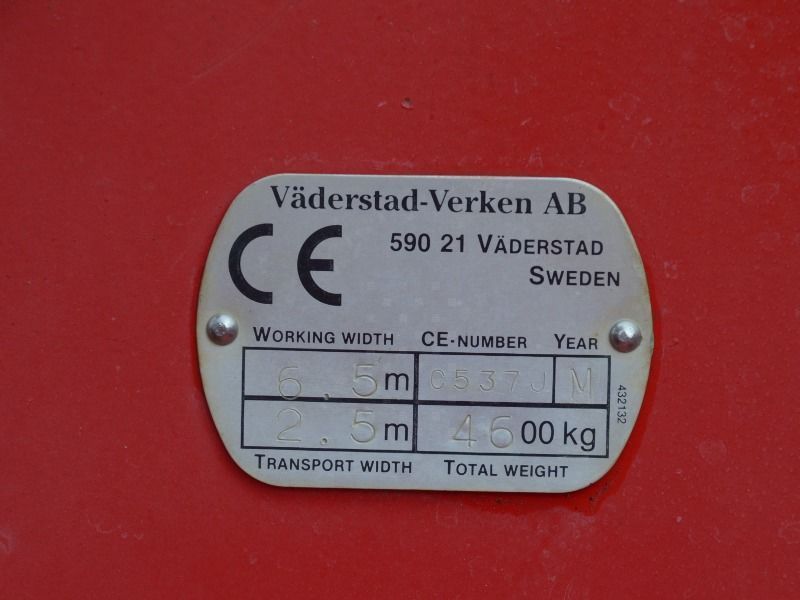 Väderstad-Verken AB
CE
590 21 VÄDERSTAD
SWEDEN
WORKING WIDTH CE-NUMBER YEAR
6.5m C537J M
2.5m 4600 kg
TRANSPORT WIDTH TOTAL WEIGHT
432132